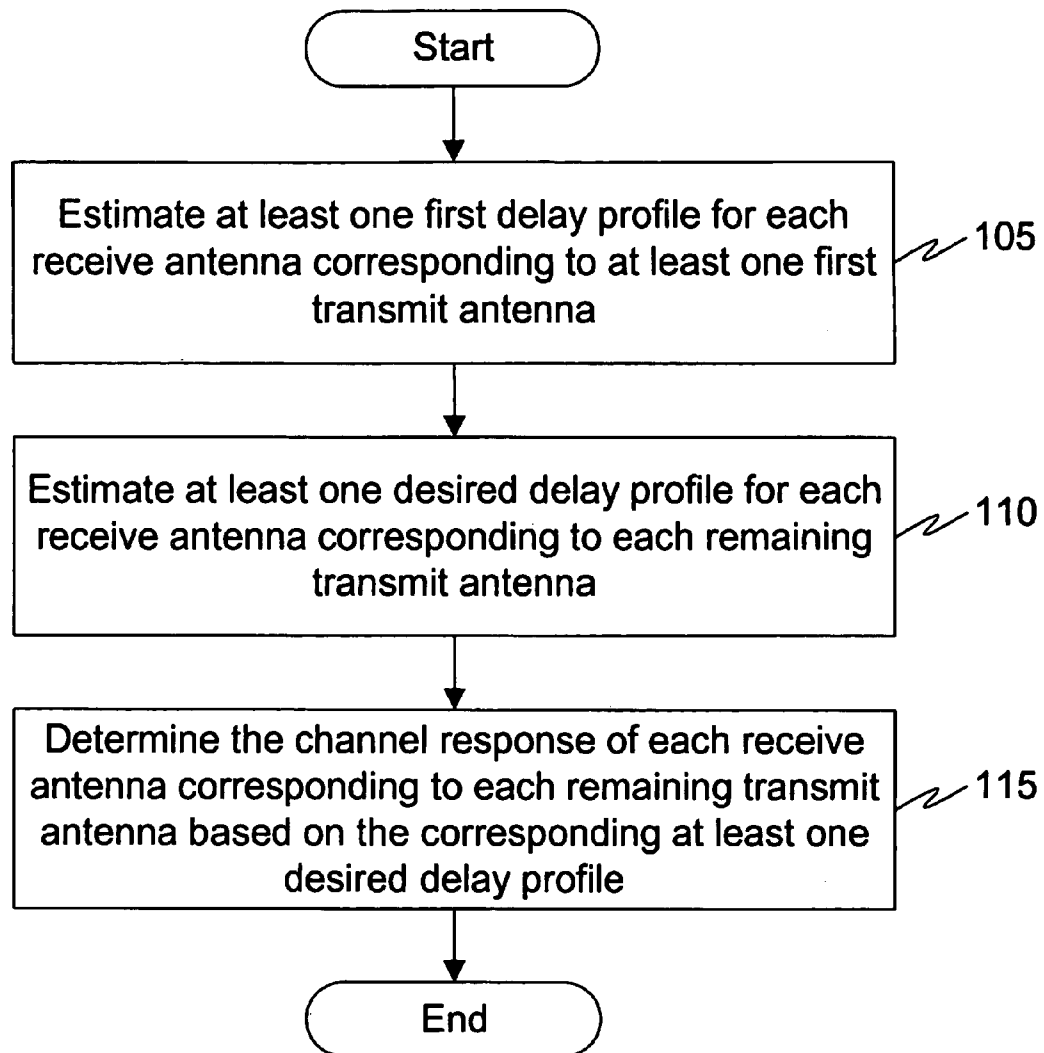 Start
Estimate at least one first delay profile for each
receive antenna corresponding to at least one first
transmit antenna
105
Estimate at least one desired delay profile for each
receive antenna corresponding to each remaining
transmit antenna
110
Determine the channel response of each receive
antenna corresponding to each remaining transmit
antenna based on the corresponding at least one
desired delay profile
115
End